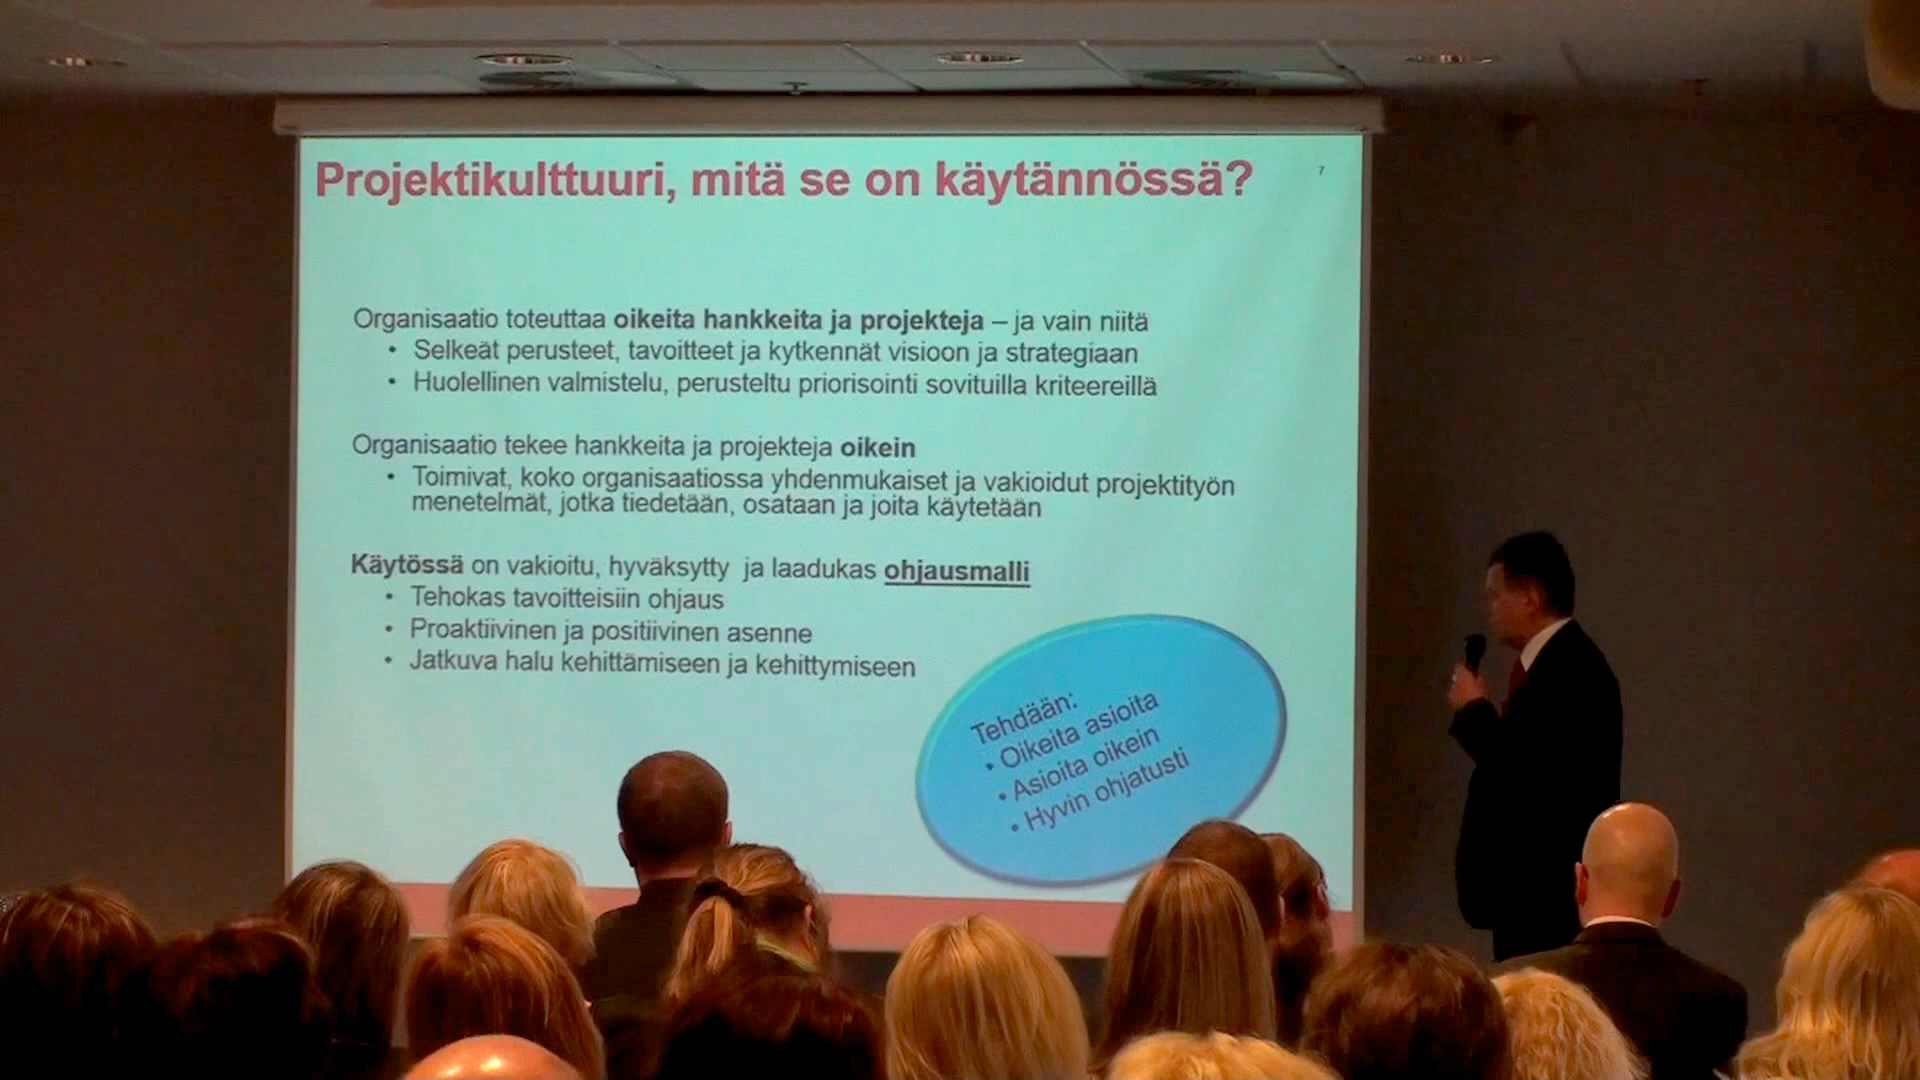 Projektikulttuuri, mitä se on käytännössä?
7
Organisaatio toteuttaa oikeita hankkeita ja projekteja – ja vain niitä
• Selkeät perusteet, tavoitteet ja kytkennät visioon ja strategiaan
• Huolellinen valmistelu, perusteltu priorisointi sovituilla kriteereillä
Organisaatio tekee hankkeita ja projekteja oikein
• Toimivat, koko organisaatiossa yhdenmukaiset ja vakioidut projektityön
menetelmät, jotka tiedetään, osataan ja joita käytetään
Käytössä on vakioitu, hyväksytty ja laadukas ohjausmalli
• Tehokas tavoitteisiin ohjaus
• Proaktiivinen ja positiivinen asenne
• Jatkuva halu kehittämiseen ja kehittymiseen
Tehdään:
• Oikeita asioita
• Asioita oikein
• Hyvin ohjatusti